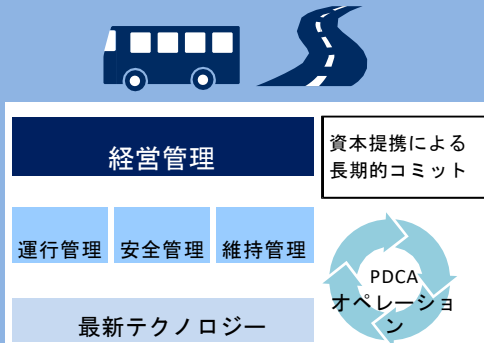 経営管理
資本提携による
長期的コミット
運行管理
安全管理
維持管理
PDCA
オペレーショ
ン
最新テクノロジー